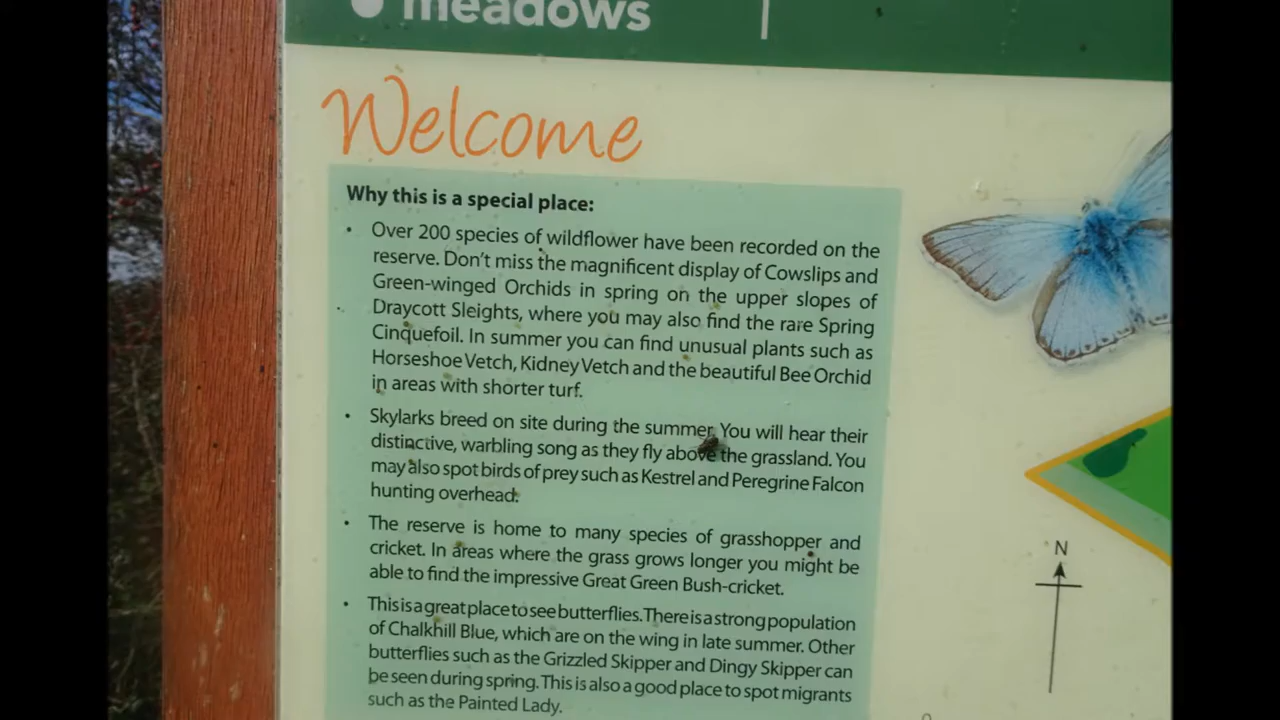 meadows
Welcome
Why this is a special place:
• Over 200 species of wildflower have been recorded on the
reserve. Don't miss the magnificent display of Cowslips and
Green-winged Orchids in spring on the upper slopes of
Draycott Sleights, where you may also find the rare Spring
Cinquefoil. In summer you can find unusual plants such as
Horseshoe Vetch, Kidney Vetch and the beautiful Bee Orchid
in areas with shorter turf.
• Skylarks breed on site during the summer. You will hear their
distinctive, warbling song as they fly above the grassland. You
may also spot birds of prey such as Kestrel and Peregrine Falcon
hunting overhead.
• The reserve is home to many species of grasshopper and
cricket. In areas where the grass grows longer you might be
able to find the impressive Great Green Bush-cricket.
• This is a great place to see butterflies. There is a strong population
of Chalkhill Blue, which are on the wing in late summer. Other
butterflies such as the Grizzled Skipper and Dingy Skipper can
be seen during spring. This is also a good place to spot migrants
such as the Painted Lady.
N